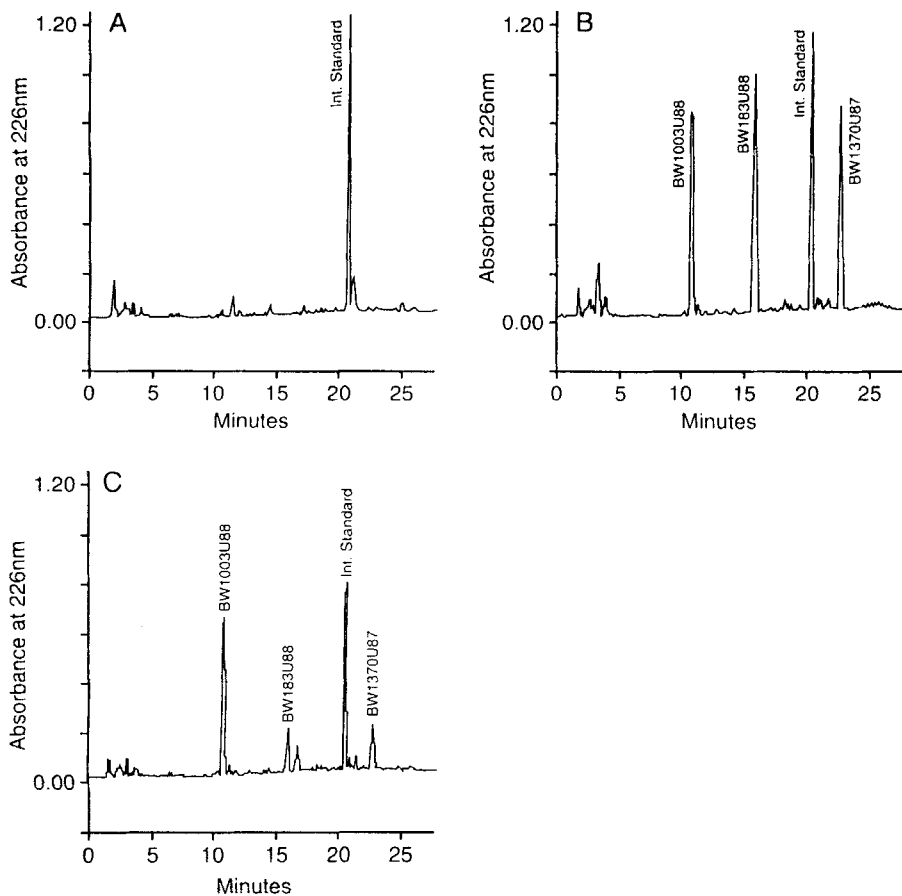 A
1.20
Absorbance at 226nm
0.00
Int. Standard
0 5 10 15 20 25
Minutes
B
1.20
Absorbance at 226nm
0.00
BW1003U88
BW183U88
Int. Standard
BW1370U87
0 5 10 15 20 25
Minutes
C
1.20
Absorbance at 226nm
0.00
BW1003U88
BW183U88
Int. Standard
BW1370U87
0 5 10 15 20 25
Minutes